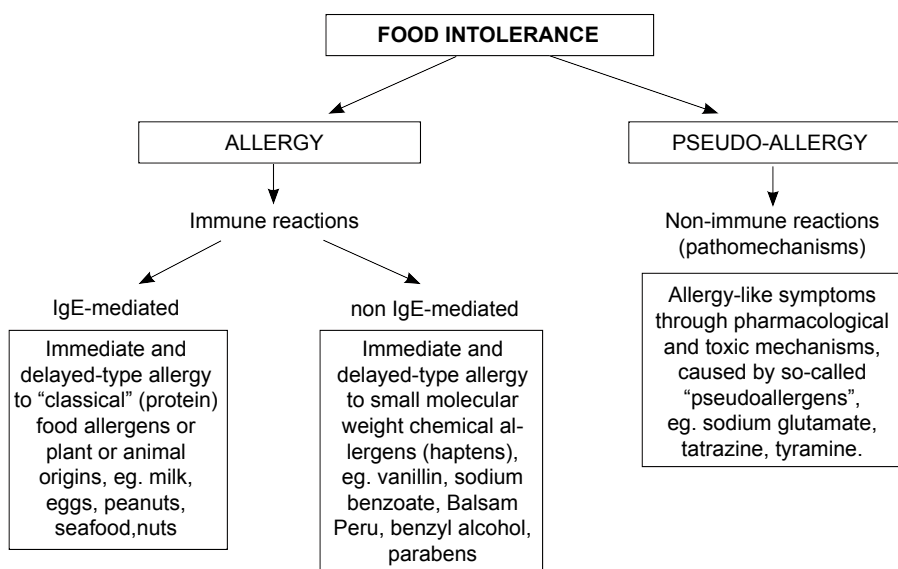 FOOD INTOLERANCE
ALLERGY
PSEUDO-ALLERGY
Immune reactions
Non-immune reactions
(pathomechanisms)
IgE-mediated
non IgE-mediated
Immediate and
delayed-type allergy
to “classical” (protein)
food allergens or
plant or animal
origins, eg. milk,
eggs, peanuts,
seafood,nuts
Immediate and
delayed-type allergy
to small molecular
weight chemical al-
lergens (haptens),
eg. vanillin, sodium
benzoate, Balsam
Peru, benzyl alcohol,
parabens
Allergy-like symptoms
through pharmacological
and toxic mechanisms,
caused by so-called
“pseudoallergens”,
eg. sodium glutamate,
tatrazine, tyramine.